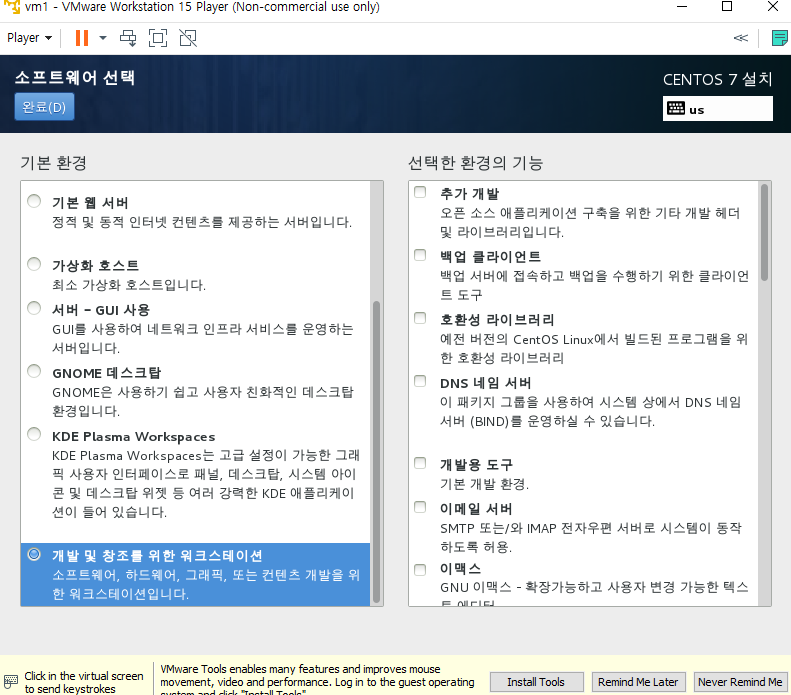 vm1 - VMware Workstation 15 Player (Non-commercial use only)
Player
소프트웨어 선택
완료(D)
CENTOS 7 설치
us
기본 환경
기본 웹 서버
정적 및 동적 인터넷 컨텐츠를 제공하는 서버입니다.
가상화 호스트
최소 가상화 호스트입니다.
서버 – GUI 사용
GUI를 사용하여 네트워크 인프라 서비스를 운영하는
서버입니다.
GNOME 데스크탑
GNOME은 사용하기 쉽고 사용자 친화적인 데스크탑
환경입니다.
KDE Plasma Workspaces
KDE Plasma Workspaces는 고급 설정이 가능한 그래
픽 사용자 인터페이스로 패널, 데스크탑, 시스템 아이
콘 및 데스크탑 위젯 등 여러 강력한 KDE 애플리케이
션이 들어 있습니다.
개발 및 창조를 위한 워크스테이션
소프트웨어, 하드웨어, 그래픽, 또는 컨텐츠 개발을 위
한 워크스테이션입니다.
선택한 환경의 기능
추가 개발
오픈 소스 애플리케이션 구축을 위한 기타 개발 헤더
및 라이브러리입니다.
백업 클라이언트
백업 서버에 접속하고 백업을 수행하기 위한 클라이언
트 도구
호환성 라이브러리
예전 버전의 CentOS Linux에서 빌드된 프로그램을 위
한 호환성 라이브러리
DNS 네임 서버
이 패키지 그룹을 사용하여 시스템 상에서 DNS 네임
서버 (BIND)를 운영하실 수 있습니다.
개발용 도구
기본 개발 환경.
이메일 서버
SMTP 또는/와 IMAP 전자우편 서버로 시스템이 동작
하도록 허용.
이맥스
GNU 이맥스 – 확장가능하고 사용자 변경 가능한 텍스
트 에디터
Click in the virtual screen
to send keystrokes
VMware Tools enables many features and improves mouse
movement, video and performance. Log in to the guest operating
system and click "Install Tools".
Install Tools
Remind Me Later
Never Remind Me